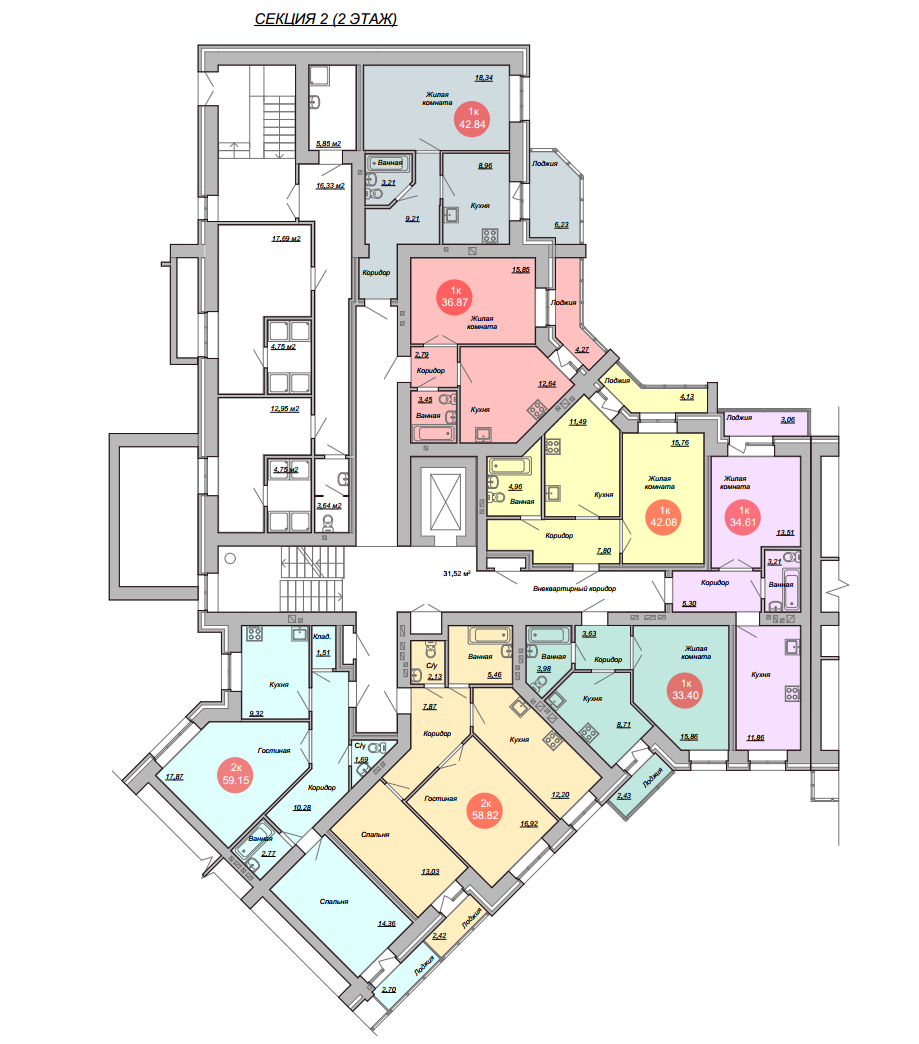 СЕКЦИЯ 2 (2 ЭТАЖ)
18,34
Жилая
комната
1к
42.84
5,85 м2
Ванная
3,21
8,96
Кухня
9,21
Коридор
Лоджия
6,23
16,33 м2
17,69 м2
4,75 м2
12,95 м2
4,75 м2
3,64 м2
15,85
1к
36.87
Жилая
комната
Лоджия
4,27
2,79
Коридор
3,45
Ванная
12,64
Кухня
Лоджия
4,13
11,49
Кухня
4,96
Ванная
15,76
Жилая
комната
1к
42.08
Коридор
7,80
Лоджия
3,06
Жилая
комната
1к
34.61
13,51
3,21
Ванная
Коридор
5,30
Кухня
11,86
31,52 м²
Внеквартирный коридор
Клад.
1,51
Кухня
9,32
Гостиная
17,87
2к
59.15
С/у
1,69
Коридор
10,28
Ванная
2,77
Спальня
14,36
2,70
Лоджия
С/у
2,13
Ванная
5,46
7,87
Коридор
Кухня
12,20
Гостиная
2к
58.82
16,92
Спальня
13,03
2,42
Лоджия
Ванная
3,98
3,63
Коридор
Кухня
8,71
Жилая
комната
1к
33.40
15,86
2,43
Лоджия